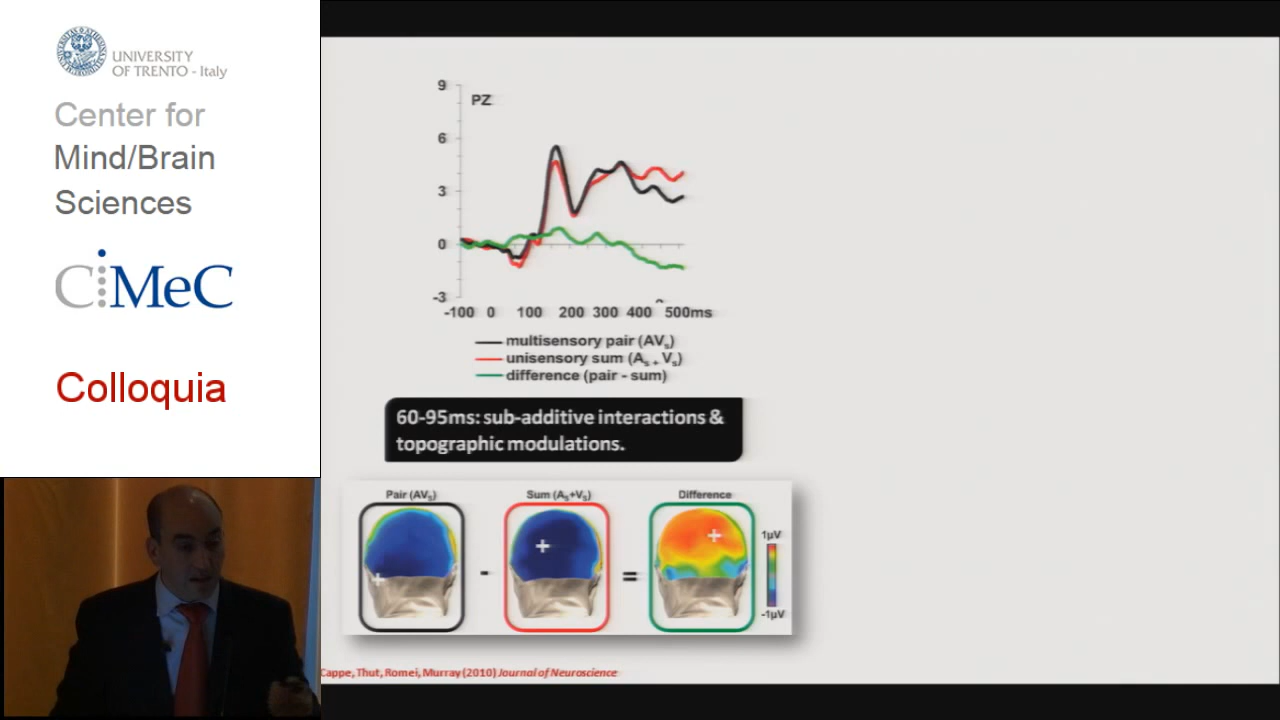 UNIVERSITY
OF TRENTO - Italy
Center for
Mind/Brain
Sciences
CiMeC
Colloquia
9
PZ
6
3
0
-3
-100 0 100 200 300 400 500ms
multisensory pair (AVs)
unisensory sum (As + Vs)
difference (pair - sum)
60-95ms: sub-additive interactions &
topographic modulations.
Pair (AVs) Sum (As+Vs) Difference
1µV
- =
-1µV
Cappe, Thut, Romei, Murray (2010) Journal of Neuroscience